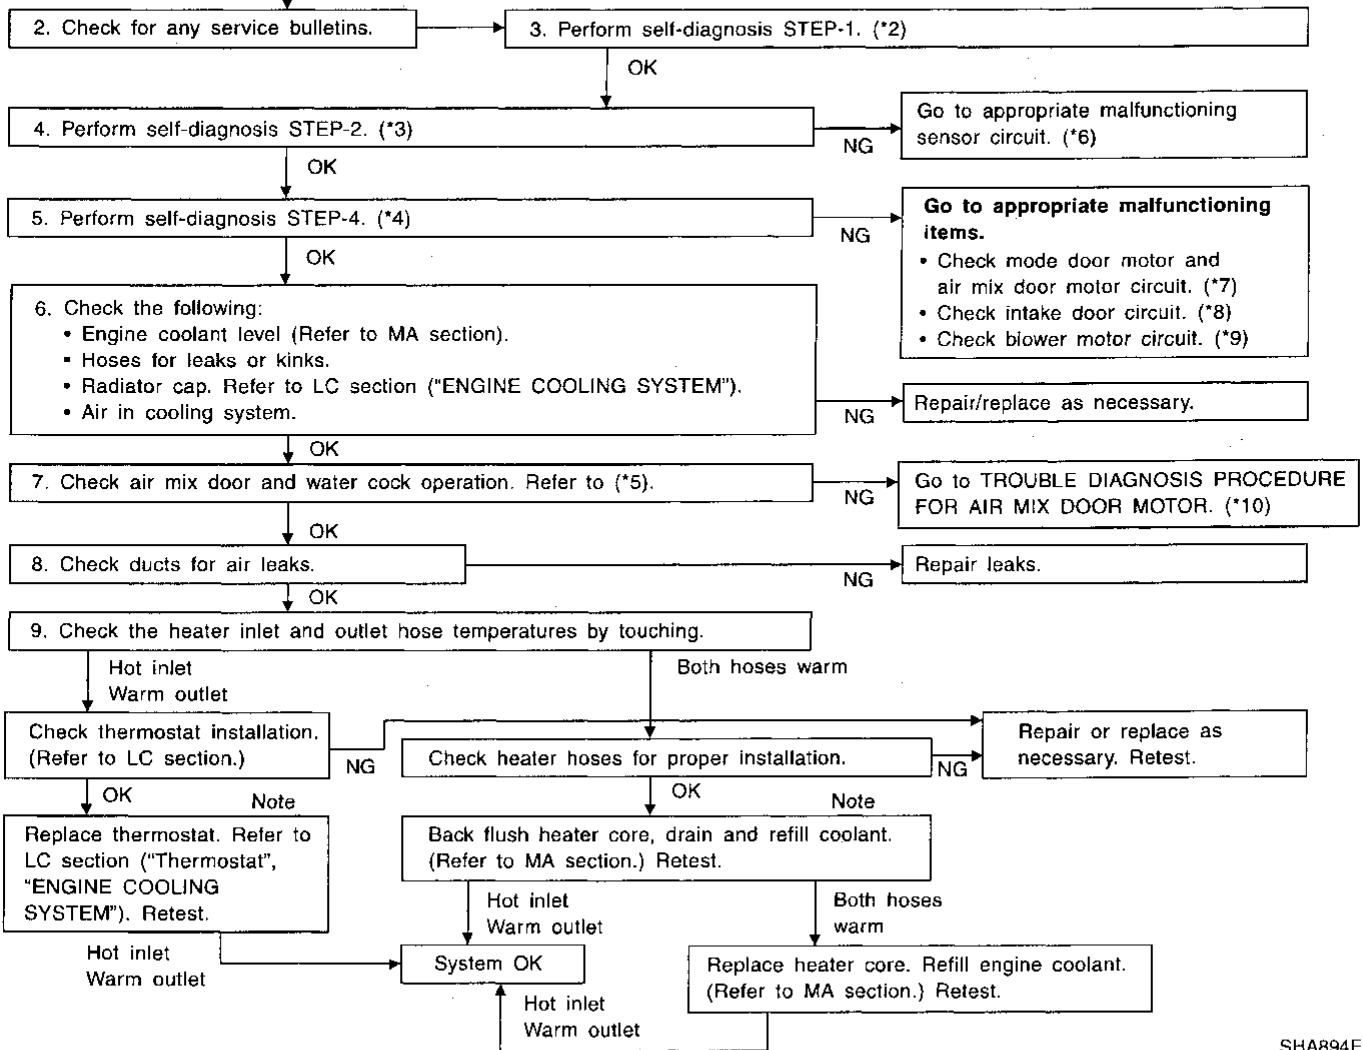 2. Check for any service bulletins.
3. Perform self-diagnosis STEP-1. (*2)
OK
4. Perform self-diagnosis STEP-2. (*3)
NG
Go to appropriate malfunctioning
sensor circuit. (*6)
OK
5. Perform self-diagnosis STEP-4. (*4)
NG
Go to appropriate malfunctioning
items.
• Check mode door motor and
air mix door motor circuit. (*7)
• Check intake door circuit. (*8)
• Check blower motor circuit. (*9)
OK
6. Check the following:
• Engine coolant level (Refer to MA section).
• Hoses for leaks or kinks.
• Radiator cap. Refer to LC section ("ENGINE COOLING SYSTEM").
• Air in cooling system.
NG
Repair/replace as necessary.
OK
7. Check air mix door and water cock operation. Refer to (*5).
NG
Go to TROUBLE DIAGNOSIS PROCEDURE
FOR AIR MIX DOOR MOTOR. (*10)
OK
8. Check ducts for air leaks.
NG
Repair leaks.
OK
9. Check the heater inlet and outlet hose temperatures by touching.
Hot inlet
Warm outlet
Both hoses warm
Check thermostat installation.
(Refer to LC section.)
NG
Check heater hoses for proper installation.
NG
Repair or replace as
necessary. Retest.
OK
Note
OK
Note
Replace thermostat. Refer to
LC section ("Thermostat",
"ENGINE COOLING
SYSTEM"). Retest.
Back flush heater core, drain and refill coolant.
(Refer to MA section.) Retest.
Hot inlet
Warm outlet
Both hoses
warm
Hot inlet
Warm outlet
System OK
Replace heater core. Refill engine coolant.
(Refer to MA section.) Retest.
Hot inlet
Warm outlet
SHA894E